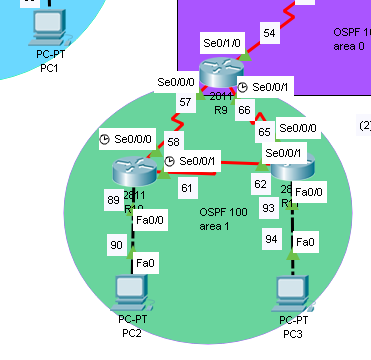 54
PC-PT
PC1
Se0/1/0
OSPF 10
area 0
Se0/0/0
2811
R9
Se0/0/1
57
66
(2)
65
Se0/0/0
Se0/0/0
58
Se0/0/1
Se0/0/1
61
62
2811
89
93
Fa0/0
Fa0/0
OSPF 100
area 1
90
94
Fa0
Fa0
PC-PT
PC2
PC-PT
PC3